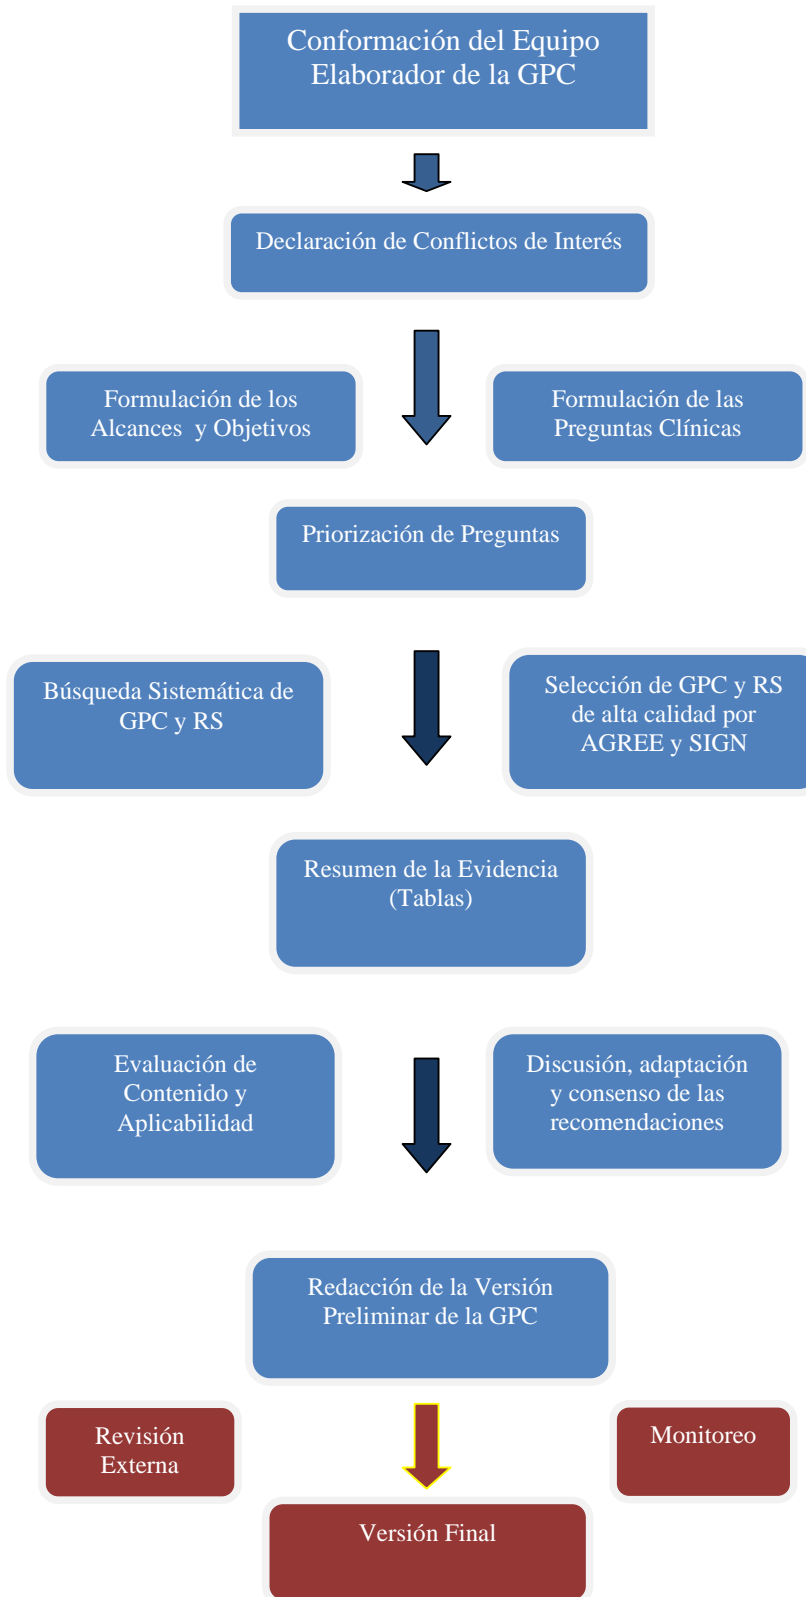 Conformación del Equipo
Elaborador de la GPC
Declaración de Conflictos de Interés
Formulación de los
Alcances y Objetivos
Formulación de las
Preguntas Clínicas
Priorización de Preguntas
Búsqueda Sistemática de
GPC y RS
Selección de GPC y RS
de alta calidad por
AGREE y SIGN
Resumen de la Evidencia
(Tablas)
Evaluación de
Contenido y
Aplicabilidad
Discusión, adaptación
y consenso de las
recomendaciones
Redacción de la Versión
Preliminar de la GPC
Revisión
Externa
Monitoreo
Versión Final